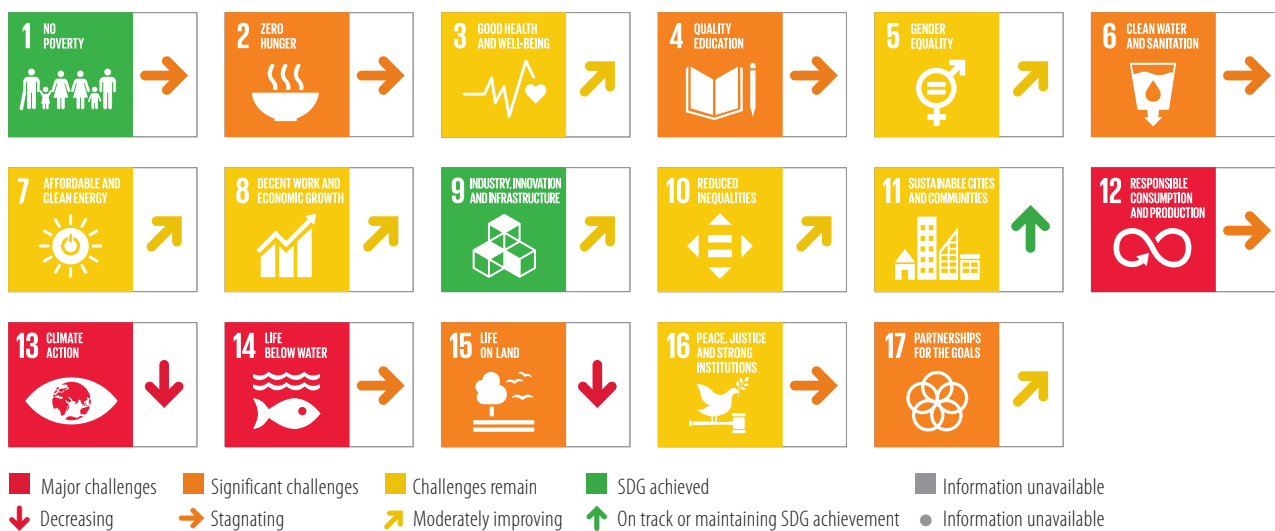 1 NO
POVERTY
2 ZERO
HUNGER
3 GOOD HEALTH
AND WELL-BEING
4 QUALITY
EDUCATION
5 GENDER
EQUALITY
6 CLEAN WATER
AND SANITATION
7 AFFORDABLE AND
CLEAN ENERGY
8 DECENT WORK AND
ECONOMIC GROWTH
9 INDUSTRY, INNOVATION
AND INFRASTRUCTURE
10 REDUCED
INEQUALITIES
11 SUSTAINABLE CITIES
AND COMMUNITIES
12 RESPONSIBLE
CONSUMPTION
AND PRODUCTION
13 CLIMATE
ACTION
14 LIFE
BELOW WATER
15 LIFE
ON LAND
16 PEACE, JUSTICE
AND STRONG
INSTITUTIONS
17 PARTNERSHIPS
FOR THE GOALS
Major challenges Significant challenges Challenges remain SDG achieved Information unavailable
Decreasing Stagnating Moderately improving On track or maintaining SDG achievement Information unavailable